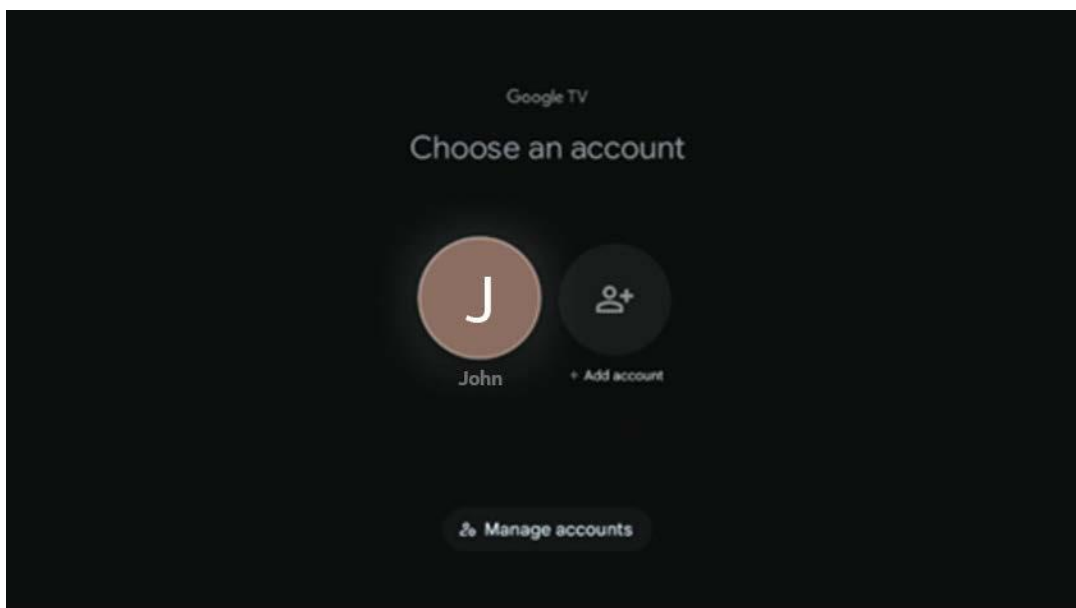 Google TV
Choose an account
J
John
+ Add account
Manage accounts